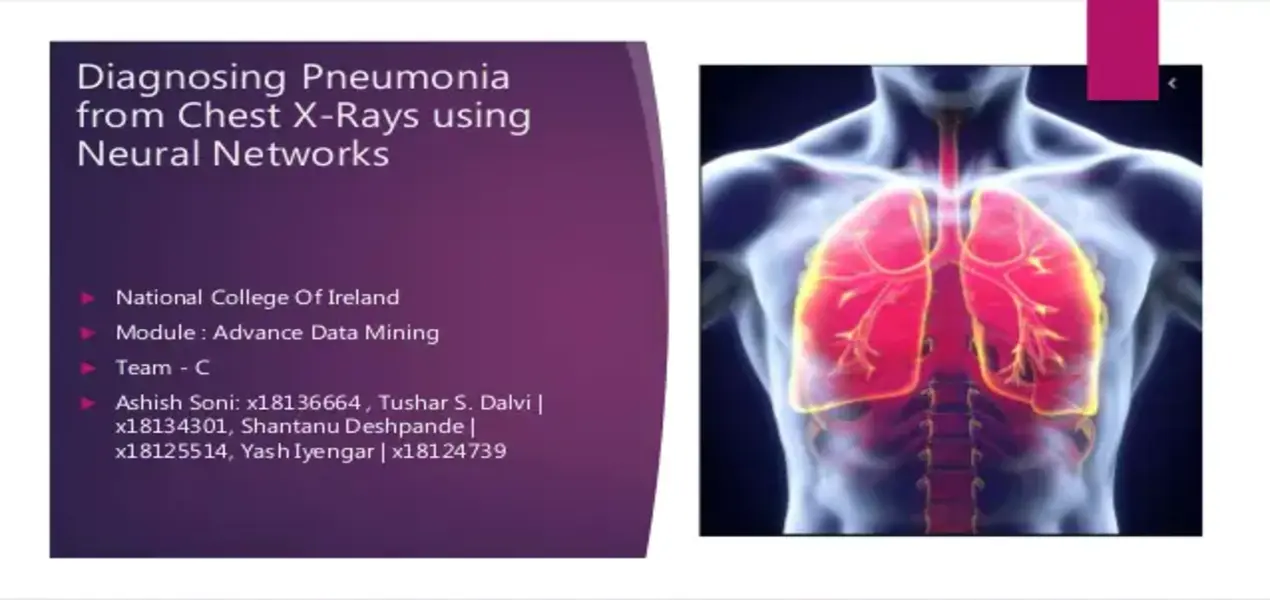 Diagnosing Pneumonia
from Chest X-Rays using
Neural Networks
National College Of Ireland
Module : Advance Data Mining
Team - C
Ashish Soni: x18136664 , Tushar S. Dalvi |
x18134301, Shantanu Deshpande |
x18125514, Yash Iyengar | x18124739